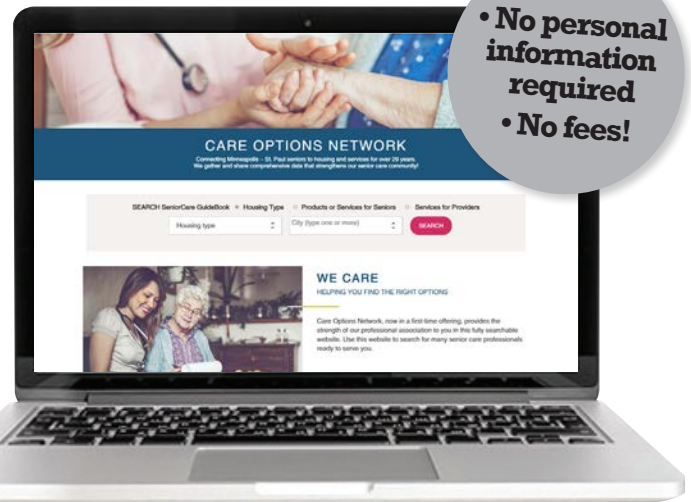 • No personal
information
required
• No fees!
CARE OPTIONS NETWORK
Connecting Minneapolis – St. Paul seniors to housing and services for over 29 years.
We gather and share comprehensive data that strengthens our senior care community!
SEARCH SeniorCare GuideBook Housing Type Products or Services for Seniors Services for Providers
Housing type City (type one or more) SEARCH
WE CARE
HELPING YOU FIND THE RIGHT OPTIONS
Care Options Network, now in a first-time offering, provides the
strength of our professional association to you in this fully searchable
website. Use this website to search for many senior care professionals
ready to serve you.